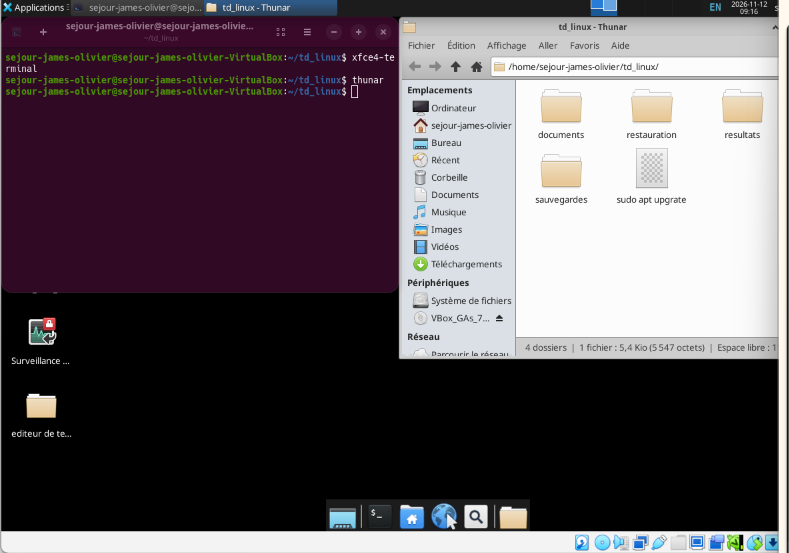 Applications
sejour-james-olivier@sejo...
td_linux - Thunar
EN
2026-11-12
09:16
sejour-james-olivier@sejour-james-olivie...
~/td_linux
sejour-james-olivier@sejour-james-olivier-VirtualBox:~/td_linux$ xfce4-te
rminal
sejour-james-olivier@sejour-james-olivier-VirtualBox:~/td_linux$ thunar
sejour-james-olivier@sejour-james-olivier-VirtualBox:~/td_linux$
td_linux - Thunar
Fichier Édition Affichage Aller Favoris Aide
/home/sejour-james-olivier/td_linux/
Emplacements
Ordinateur
sejour-james-olivier
Bureau
Récent
Corbeille
Documents
Musique
Images
Vidéos
Téléchargements
Périphériques
Système de fichiers
VBox_GAs_7...
Réseau
Parcourir le réseau
documents
restauration
resultats
sauvegardes
sudo apt upgrate
4 dossiers | 1 fichier : 5,4 Kio (5 547 octets) | Espace libre : 1
Surveillance ...
editeur de te...
$_